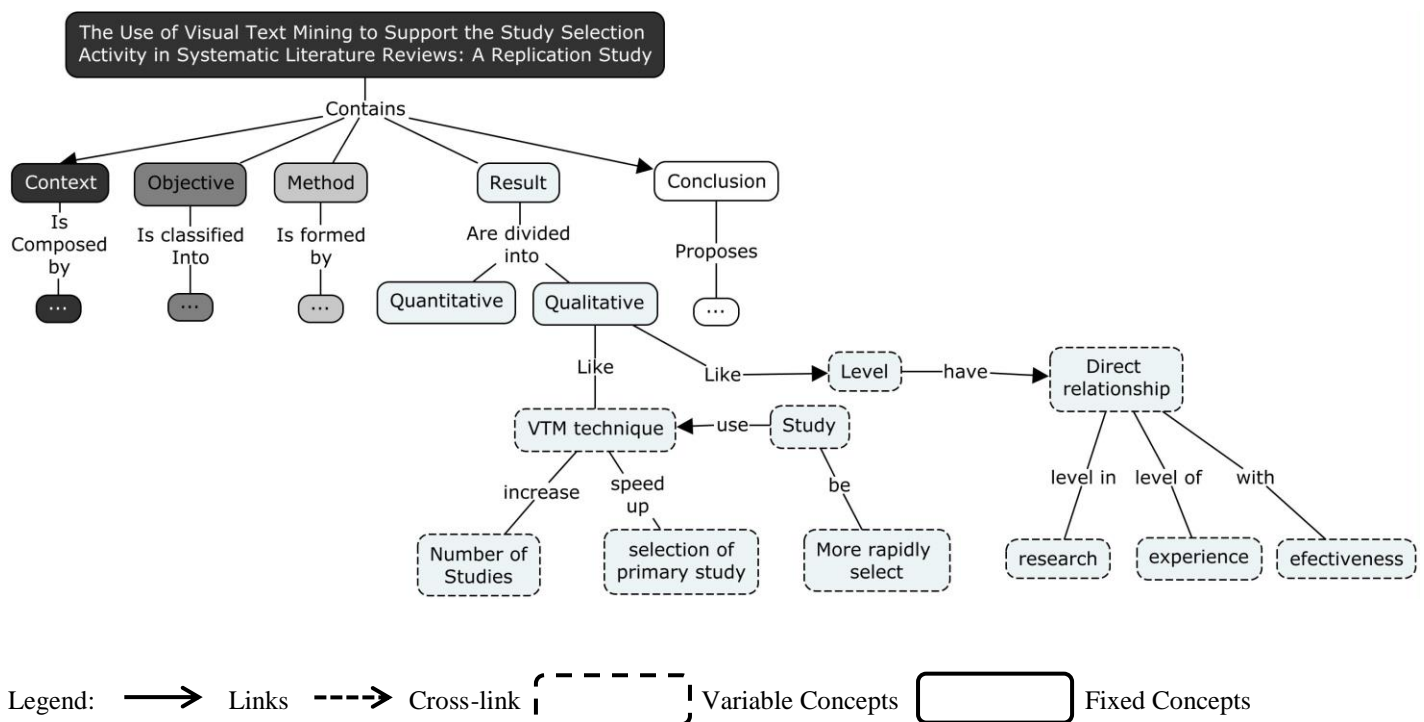 The Use of Visual Text Mining to Support the Study Selection
Activity in Systematic Literature Reviews: A Replication Study
Contains
Context
Objective
Method
Result
Conclusion
Is
Composed
by
Is classified
Into
Is formed
by
Are divided
into
Proposes
...
...
...
Quantitative
Qualitative
...
Like
Like
Level
have
Direct
relationship
VTM technique
use
Study
increase
speed
up
be
level in
level of
with
Number of
Studies
selection of
primary study
More rapidly
select
research
experience
efectiveness
Legend:
Links
Cross-link
Variable Concepts
Fixed Concepts